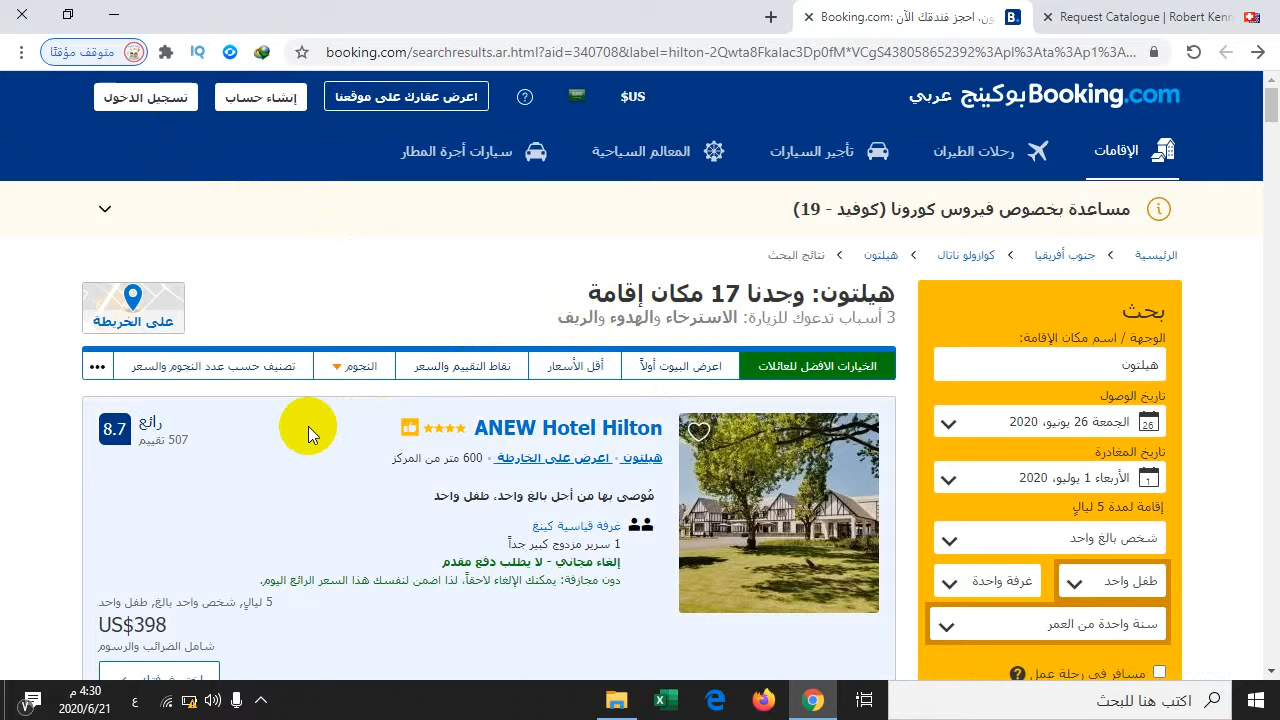 Booking.com: ون، احجز فندقك الآن
Request Catalogue | Robert Kenn
متوقف مؤقتًا
booking.com/searchresults.ar.html?aid=340708&label=hilton-2Qwta8Fkalac3Dp0fM*VCgS438058652392%3Apl%3Ata%3Ap1%3A...
Booking.com بوكينج عربي
US$
اعرض عقارك على موقعنا
إنشاء حساب
تسجيل الدخول
الإقامات
رحلات الطيران
تأجير السيارات
المعالم السياحية
سيارات أجرة المطار
مساعدة بخصوص فيروس كورونا (كوفيد - 19)
الرئيسية
جنوب أفريقيا
كوازولو ناتال
هيلتون
نتائج البحث
بحث
الوجهة / اسم مكان الإقامة:
هيلتون
تاريخ الوصول
26
الجمعة 26 يونيو، 2020
تاريخ المغادرة
1
الأربعاء 1 يوليو، 2020
إقامة لمدة 5 ليالٍ
شخص بالغ واحد
طفل واحد
غرفة واحدة
سنة واحدة من العمر
مسافر في رحلة عمل
هيلتون: وجدنا 17 مكان إقامة
3 أسباب تدعوك للزيارة: الاسترخاء والهدوء والريف
على الخريطة
الخيارات الافضل للعائلات
اعرض البيوت أولاً
أقل الأسعار
نقاط التقييم والسعر
النجوم
تصنيف حسب عدد النجوم والسعر
ANEW Hotel Hilton
رائع
8.7
507 تقييم
هيلتون
اعرض على الخارطة
600 متر من المركز
مُوصى بها من أجل بالغ واحد، طفل واحد
غرفة قياسية كينغ
1 سرير مزدوج كبير جداً
إلغاء مجاني - لا يطلب دفع مقدم
دون مجازفة: يمكنك الإلغاء لاحقاً، لذا اضمن لنفسك هذا السعر الرائع اليوم.
5 ليالٍ, شخص واحد بالغ, طفل واحد
US$398
شامل الضرائب والرسوم
اكتب هنا للبحث
ع
4:30 م
2020/6/21